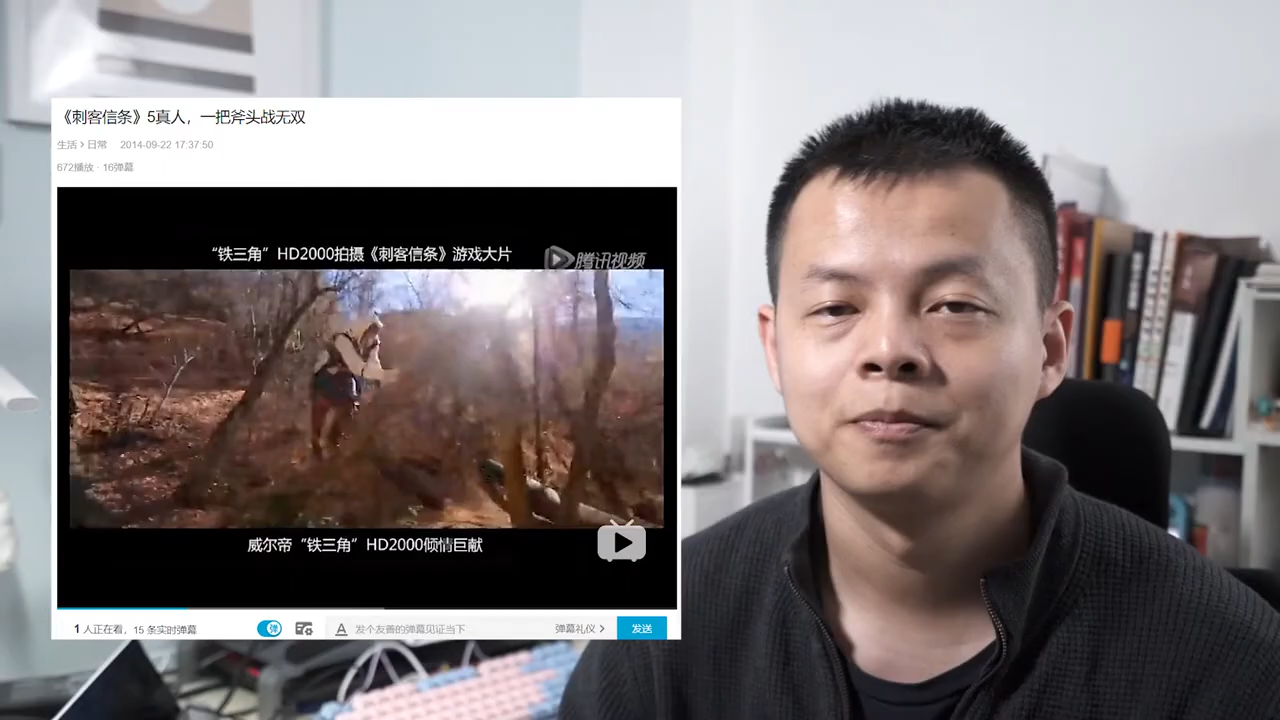 《刺客信条》5真人，一把斧头战无双
生活 > 日常 2014-09-22 17:37:50
672播放 · 16弹幕
“铁三角”HD2000拍摄《刺客信条》游戏大片
腾讯视频
威尔帝“铁三角”HD2000倾情巨献
1 人正在看，15 条实时弹幕
弹
A 发个友善的弹幕见证当下
弹幕礼仪 >
发送